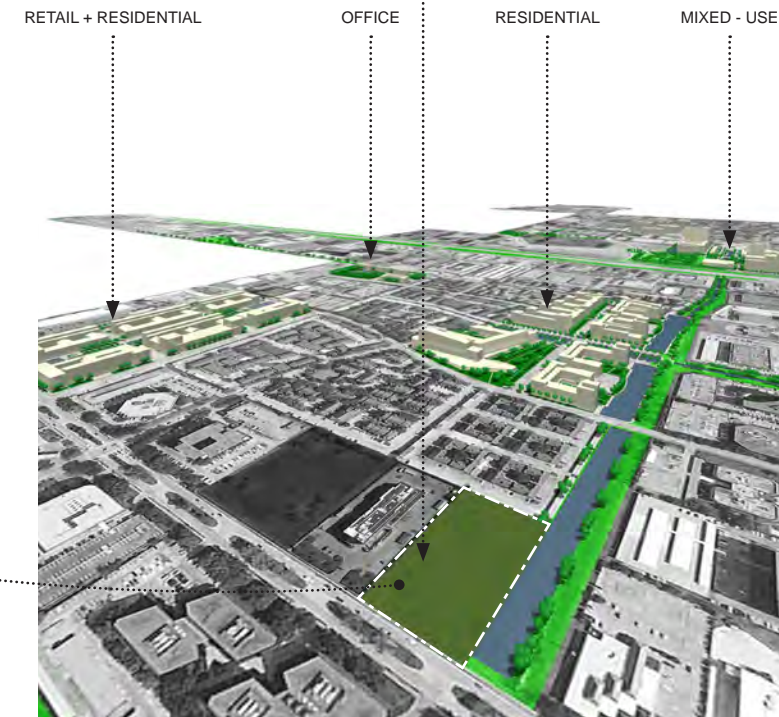 RETAIL + RESIDENTIAL
OFFICE
RESIDENTIAL
MIXED - USE